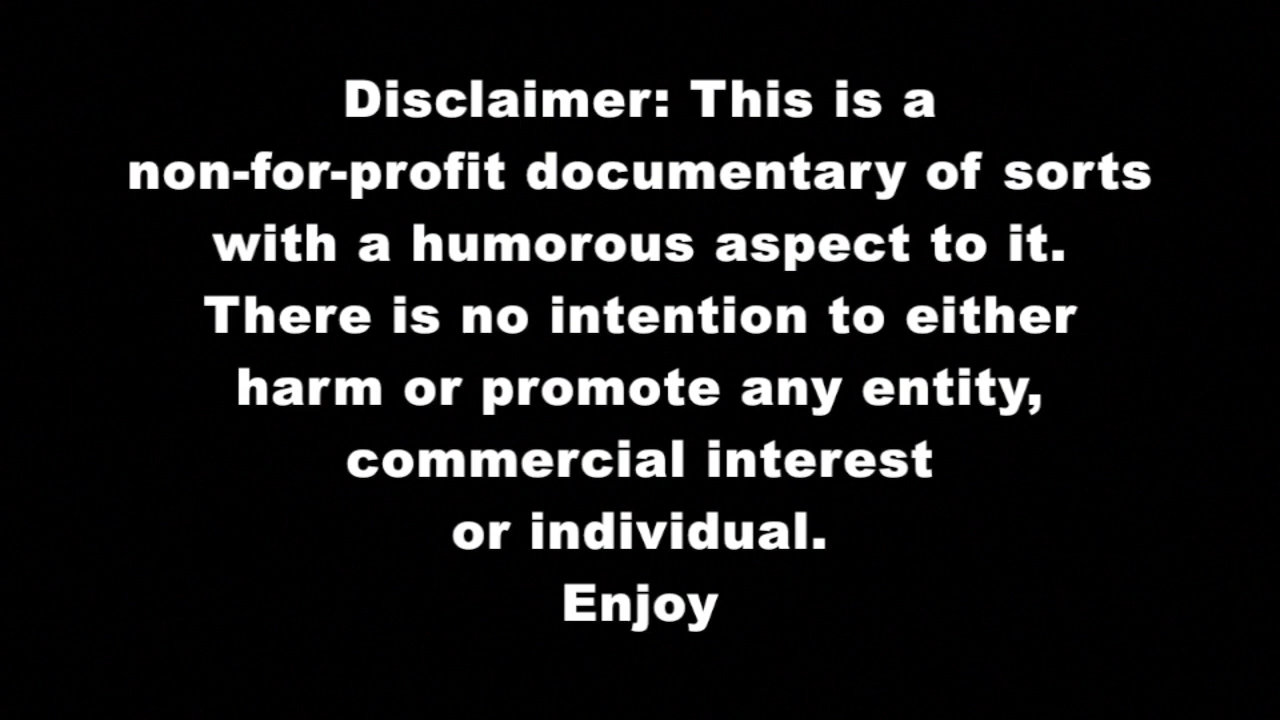 Disclaimer: This is a
non-for-profit documentary of sorts
with a humorous aspect to it.
There is no intention to either
harm or promote any entity,
commercial interest
or individual.
Enjoy